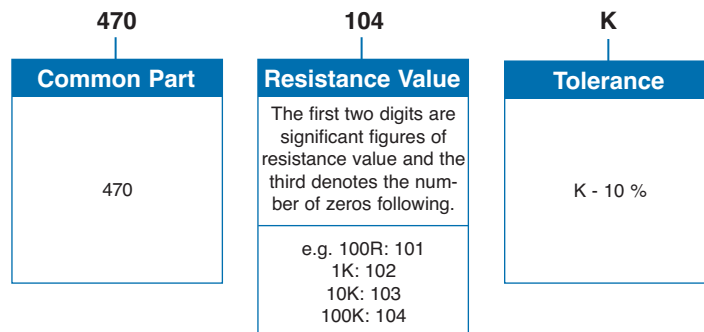 470
104
K
Common Part
470
Resistance Value
The first two digits are
significant figures of
resistance value and the
third denotes the num-
ber of zeros following.
e.g. 100R: 101
1K: 102
10K: 103
100K: 104
Tolerance
K - 10 %